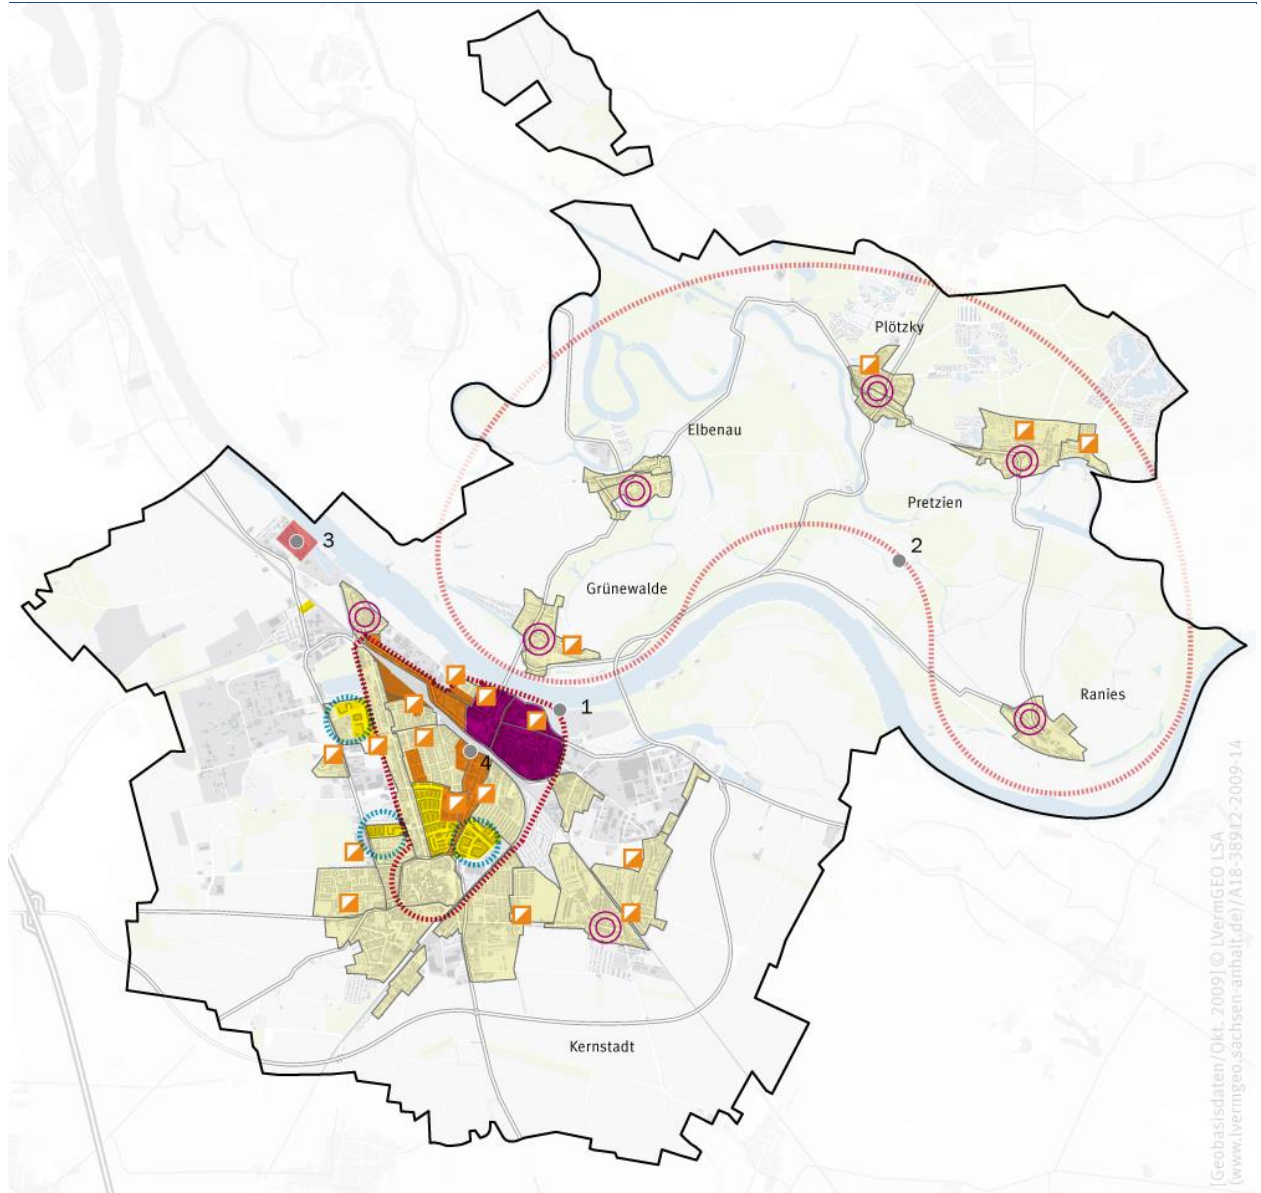 Plötzky
Elbenau
Pretzien
2
3
Grünewalde
Ranies
1
4
Kernstadt
[Geobasisdaten/Okt. 2009] © LVermGEO LSA
(www.lvermgeo.sachsen-anhalt.de)/A18-38912-2009-14